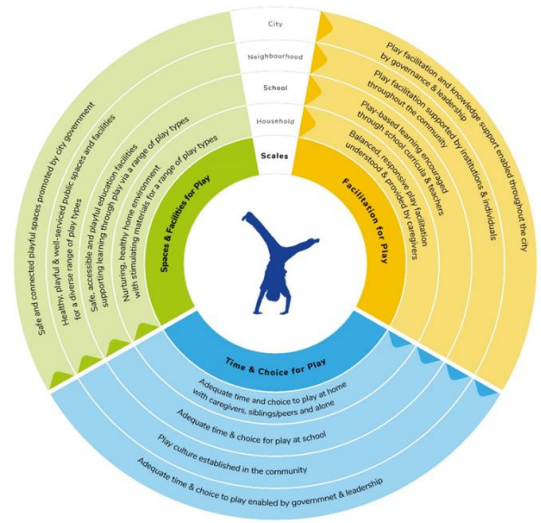 City
Neighbourhood
School
Household
Scales
Play facilitation and knowledge support enabled throughout the city
by governance & leadership
Play facilitation supported by institutions & individuals
throughout the community
Play-based learning encouraged
through school curricula & teachers
Balanced, responsive play facilitation
understood & provided by caregivers
Facilitation for Play
Safe and connected playful spaces promoted by city government
Healthy, playful & well-serviced public spaces and facilities
for a diverse range of play types
Safe, accessible and playful education facilities
supporting learning through play via a range of play types
Nurturing, healthy home environment
with stimulating materials for a range of play types
Spaces & Facilities for Play
Time & Choice for Play
Adequate time and choice to play at home
with caregivers, siblings/peers and alone
Adequate time & choice for play at school
Play culture established in the community
Adequate time & choice to play enabled by governmnet & leadership